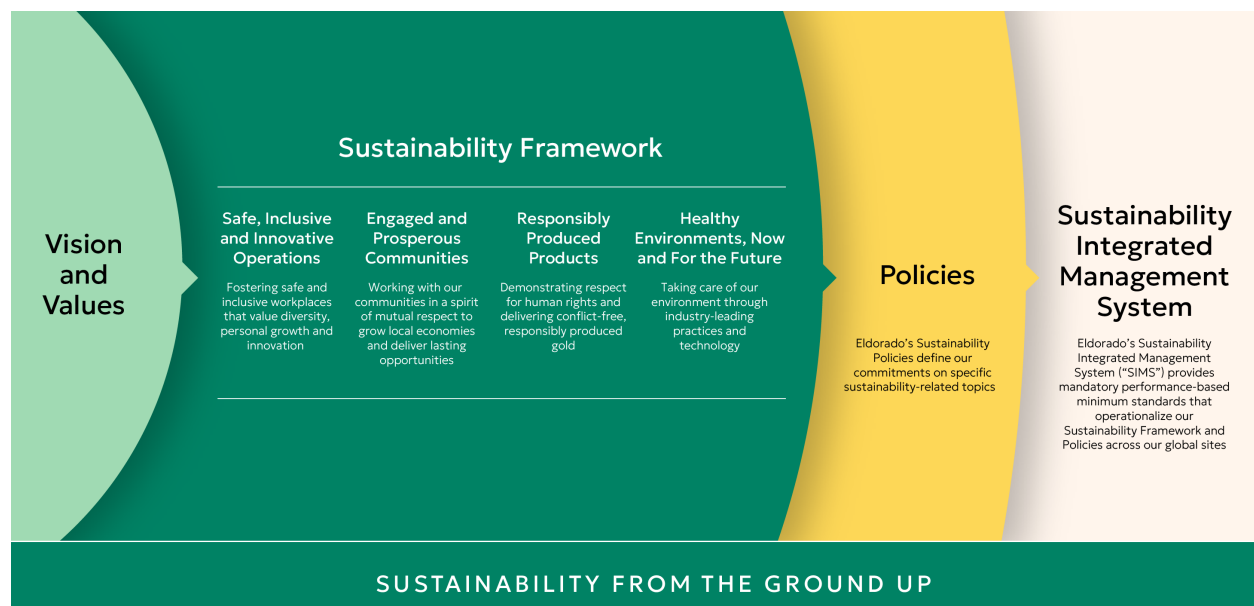 Vision
and
Values
Sustainability Framework
Safe, Inclusive
and Innovative
Operations
Fostering safe and
inclusive workplaces
that value diversity,
personal growth and
innovation
Engaged and
Prosperous
Communities
Working with our
communities in a spirit
of mutual respect to
grow local economies
and deliver lasting
opportunities
Responsibly
Produced
Products
Demonstrating respect
for human rights and
delivering conflict-free,
responsibly produced
gold
Healthy
Environments, Now
and For the Future
Taking care of our
environment through
industry-leading
practices and
technology
Policies
Eldorado’s Sustainability
Policies define our
commitments on specific
sustainability-related topics
Sustainability
Integrated
Management
System
Eldorado’s Sustainability
Integrated Management
System (“SIMS”) provides
mandatory performance-based
minimum standards that
operationalize our
Sustainability Framework and
Policies across our global sites
SUSTAINABILITY FROM THE GROUND UP